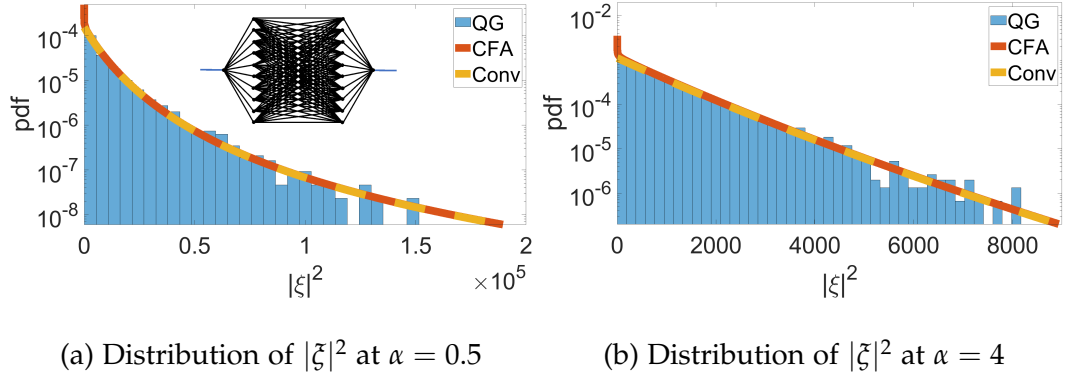 QG
CFA
Conv
pdf
10^-4
10^-5
10^-6
10^-7
10^-8
0
0.5
1
1.5
2
×10^5
|ξ|^2
QG
CFA
Conv
pdf
10^-2
10^-4
10^-5
10^-6
0
2000
4000
6000
8000
|ξ|^2
(a) Distribution of |ξ|^2 at α = 0.5
(b) Distribution of |ξ|^2 at α = 4